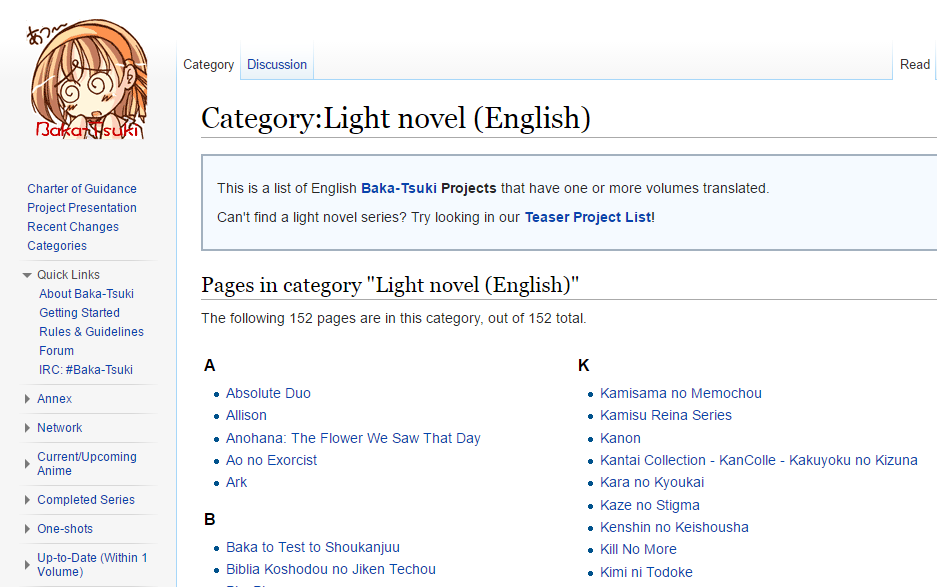 あつ〜
Baka-Tsuki
Charter of Guidance
Project Presentation
Recent Changes
Categories
Quick Links
About Baka-Tsuki
Getting Started
Rules & Guidelines
Forum
IRC: #Baka-Tsuki
Annex
Network
Current/Upcoming
Anime
Completed Series
One-shots
Up-to-Date (Within 1
Volume)
Category
Discussion
Read
Category:Light novel (English)
This is a list of English Baka-Tsuki Projects that have one or more volumes translated.
Can't find a light novel series? Try looking in our Teaser Project List!
Pages in category "Light novel (English)"
The following 152 pages are in this category, out of 152 total.
A
Absolute Duo
Allison
Anohana: The Flower We Saw That Day
Ao no Exorcist
Ark
B
Baka to Test to Shoukanjuu
Biblia Koshodou no Jiken Techou
K
Kamisama no Memochou
Kamisu Reina Series
Kanon
Kantai Collection - KanColle - Kakuyoku no Kizuna
Kara no Kyoukai
Kaze no Stigma
Kenshin no Keishousha
Kill No More
Kimi ni Todoke